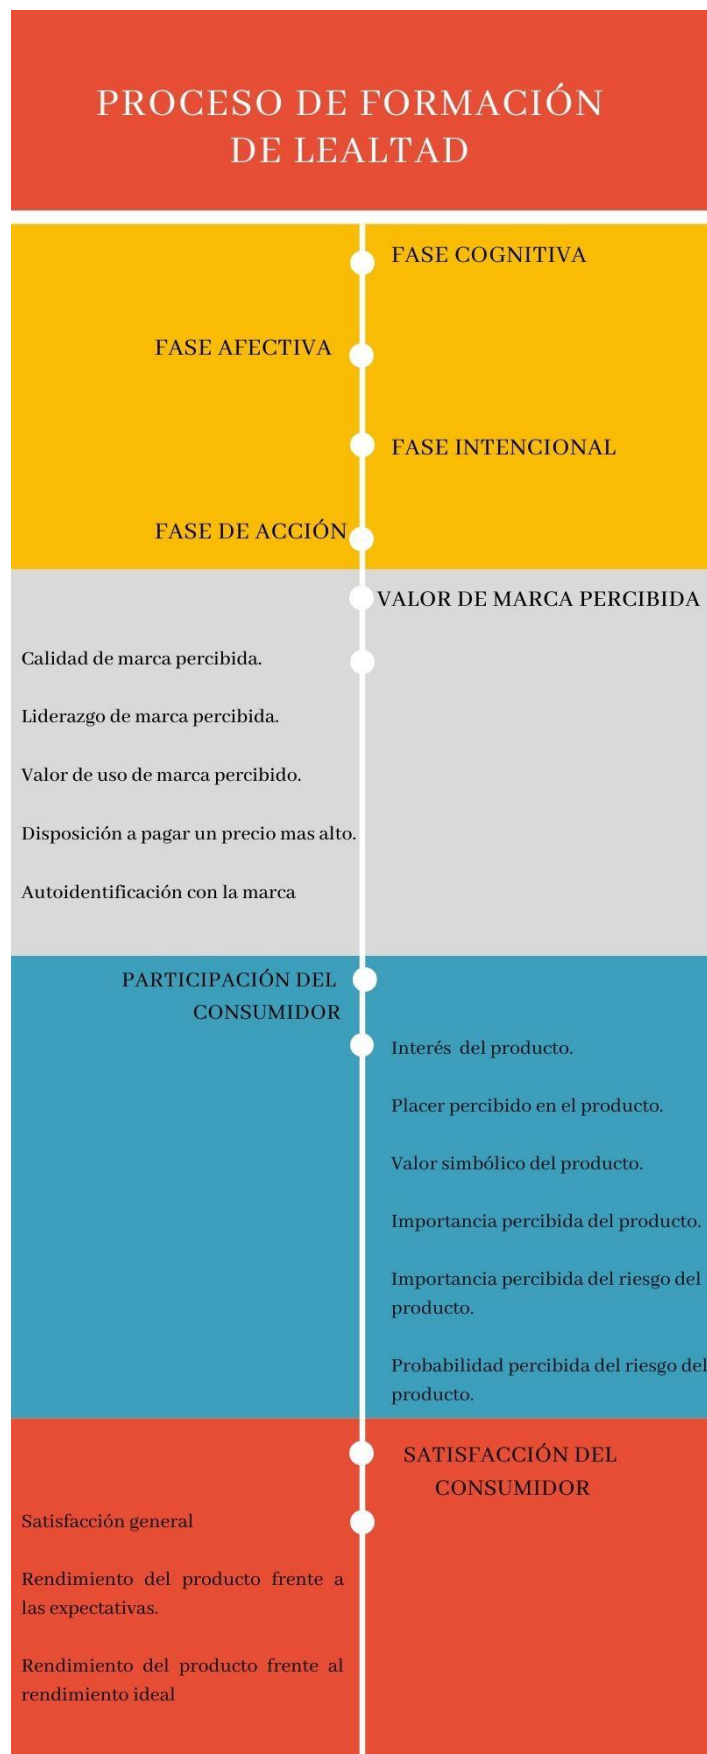 PROCESO DE FORMACIÓN
DE LEALTAD
FASE COGNITIVA
FASE AFECTIVA
FASE INTENCIONAL
FASE DE ACCIÓN
VALOR DE MARCA PERCIBIDA
Calidad de marca percibida.
Liderazgo de marca percibida.
Valor de uso de marca percibido.
Disposición a pagar un precio mas alto.
Autoidentificación con la marca
PARTICIPACIÓN DEL
CONSUMIDOR
Interés del producto.
Placer percibido en el producto.
Valor simbólico del producto.
Importancia percibida del producto.
Importancia percibida del riesgo del
producto.
Probabilidad percibida del riesgo del
producto.
SATISFACCIÓN DEL
CONSUMIDOR
Satisfacción general
Rendimiento del producto frente a
las expectativas.
Rendimiento del producto frente al
rendimiento ideal